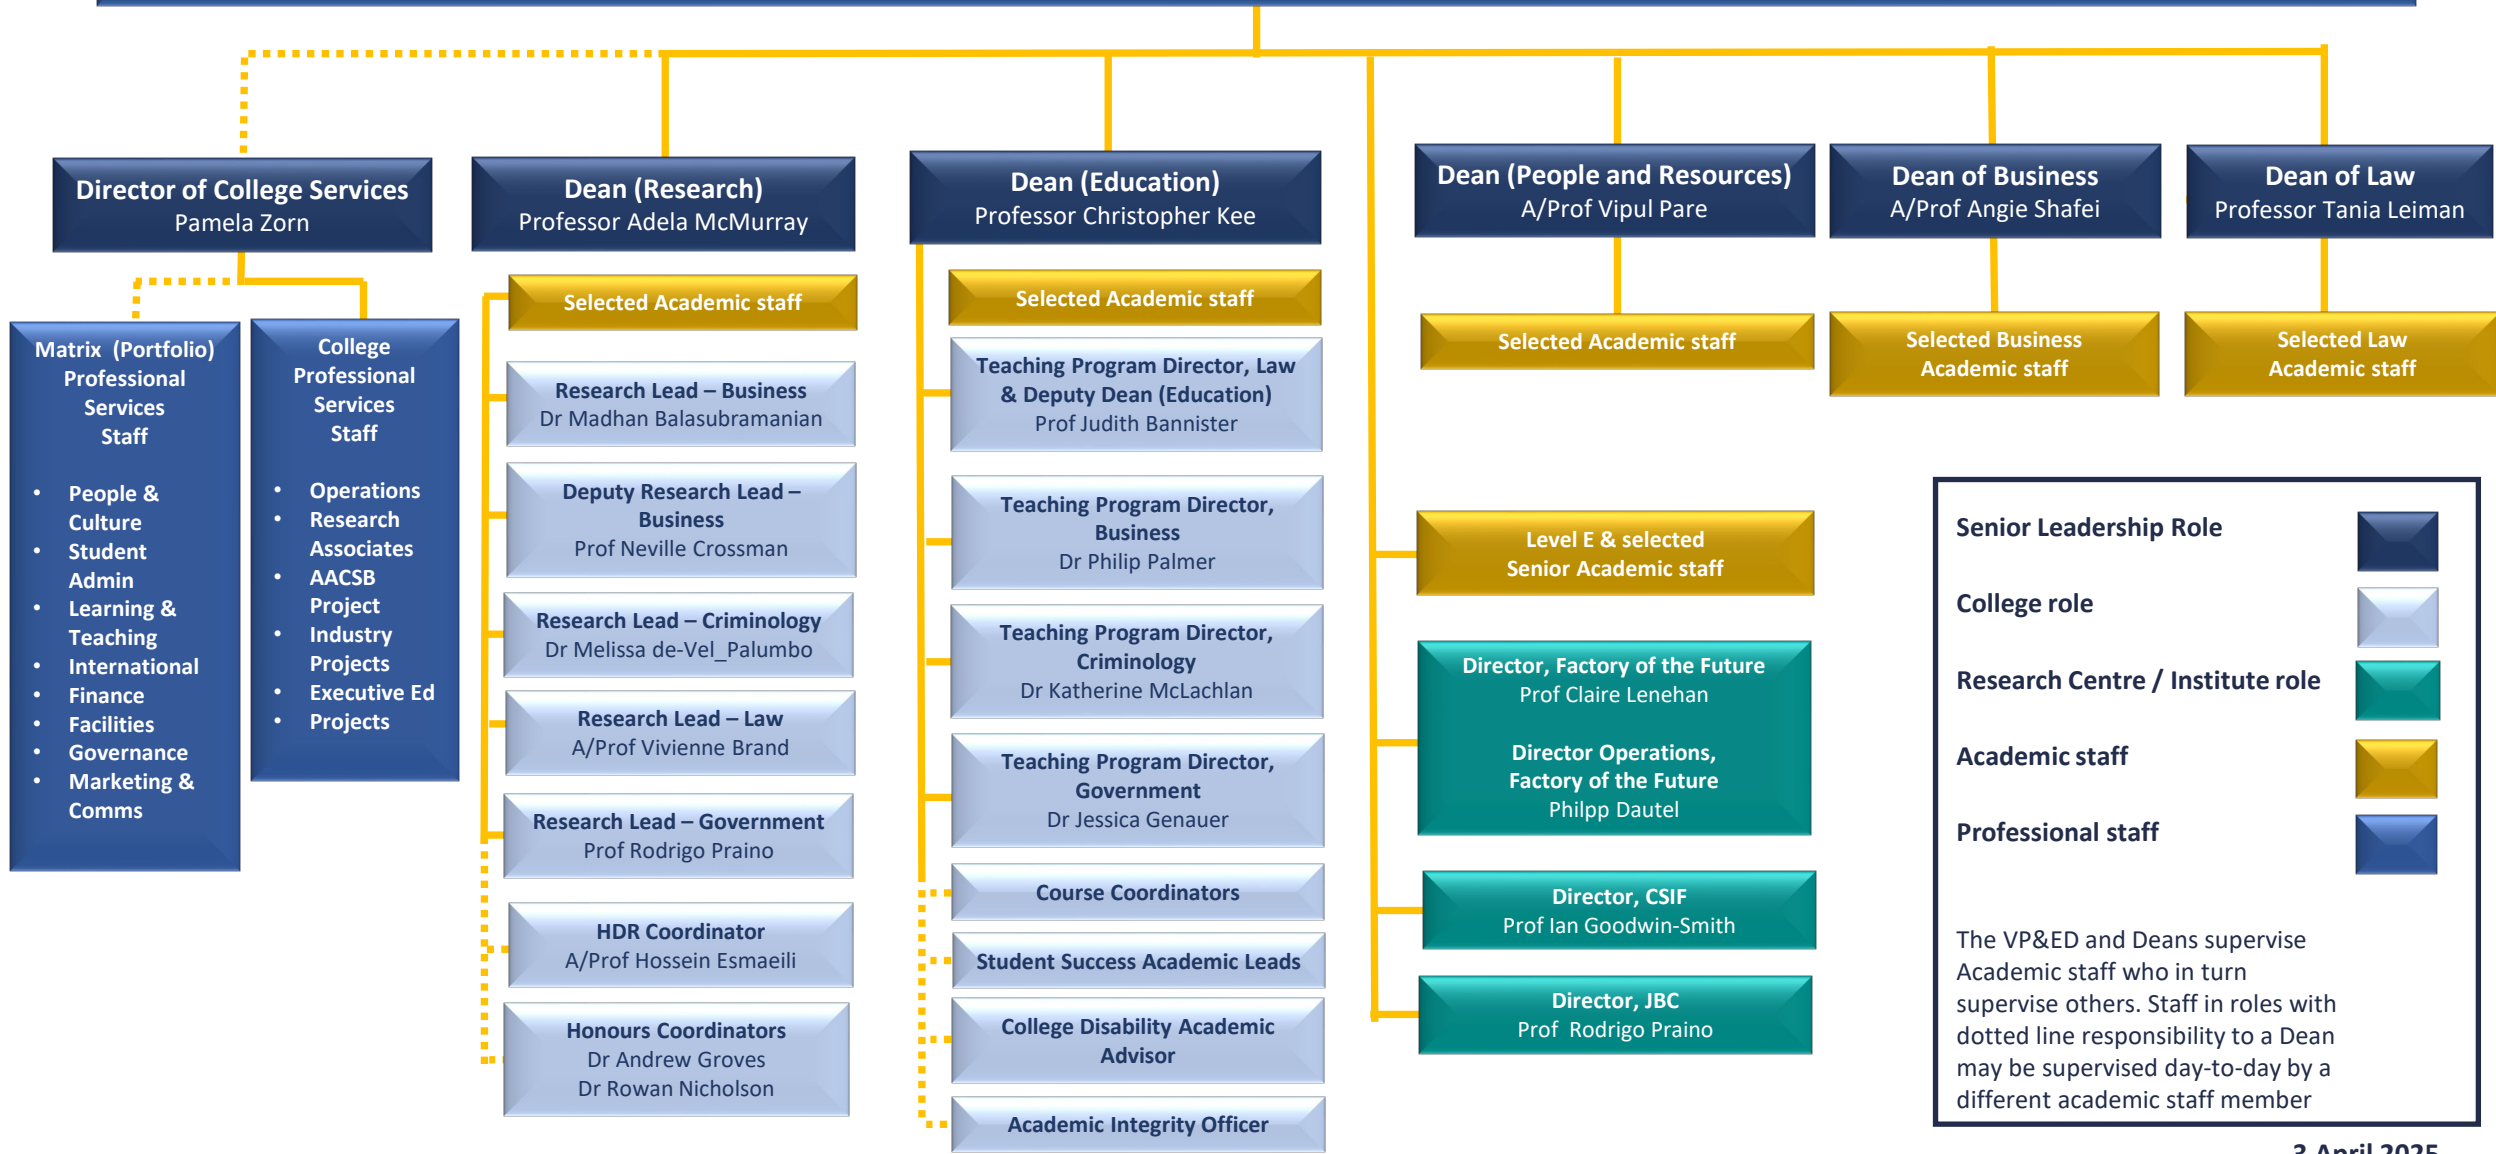 Director of College Services
Pamela Zorn
Dean (Research)
Professor Adela McMurray
Dean (Education)
Professor Christopher Kee
Dean (People and Resources)
A/Prof Vipul Pare
Dean of Business
A/Prof Angie Shafei
Dean of Law
Professor Tania Leiman
Matrix (Portfolio)
Professional
Services
Staff
• People &
Culture
• Student
Admin
• Learning &
Teaching
• International
• Finance
• Facilities
• Governance
• Marketing &
Comms
College
Professional
Services
Staff
• Operations
• Research
Associates
• AACSB
Project
• Industry
Projects
• Executive Ed
• Projects
Selected Academic staff
Research Lead – Business
Dr Madhan Balasubramanian
Deputy Research Lead –
Business
Prof Neville Crossman
Research Lead – Criminology
Dr Melissa de-Vel_Palumbo
Research Lead – Law
A/Prof Vivienne Brand
Research Lead – Government
Prof Rodrigo Praino
HDR Coordinator
A/Prof Hossein Esmaeili
Honours Coordinators
Dr Andrew Groves
Dr Rowan Nicholson
Selected Academic staff
Teaching Program Director, Law
& Deputy Dean (Education)
Prof Judith Bannister
Teaching Program Director,
Business
Dr Philip Palmer
Teaching Program Director,
Criminology
Dr Katherine McLachlan
Teaching Program Director,
Government
Dr Jessica Genauer
Course Coordinators
Student Success Academic Leads
College Disability Academic
Advisor
Academic Integrity Officer
Selected Academic staff
Level E & selected
Senior Academic staff
Director, Factory of the Future
Prof Claire Lenehan
Director Operations,
Factory of the Future
Philpp Dautel
Director, CSIF
Prof Ian Goodwin-Smith
Director, JBC
Prof Rodrigo Praino
Selected Business
Academic staff
Selected Law
Academic staff
Senior Leadership Role
College role
Research Centre / Institute role
Academic staff
Professional staff
The VP&ED and Deans supervise
Academic staff who in turn
supervise others. Staff in roles with
dotted line responsibility to a Dean
may be supervised day-to-day by a
different academic staff member
3 April 2025